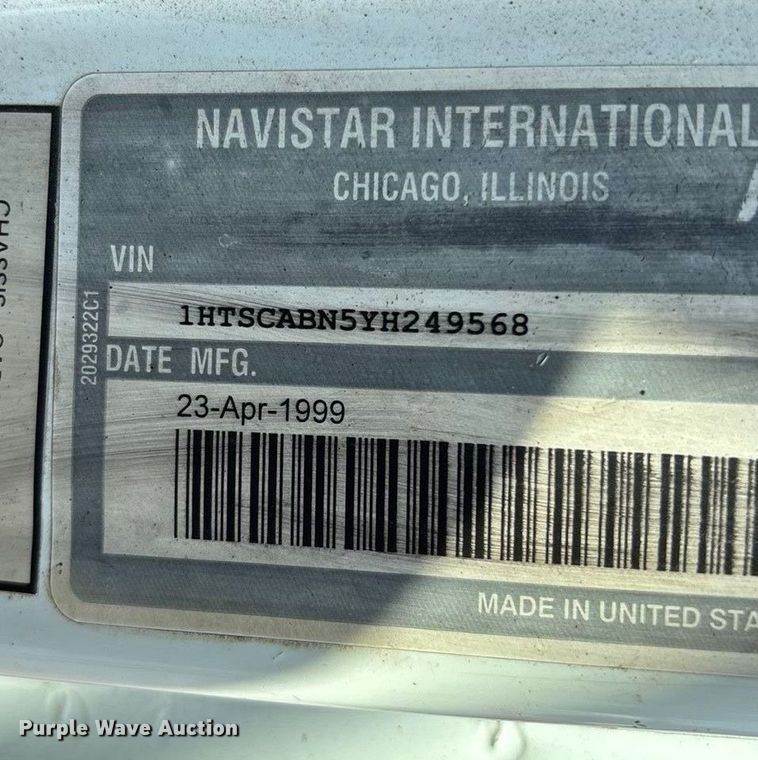 NAVISTAR INTERNATIONAL
CHICAGO, ILLINOIS
VIN
1HTSCABN5YH249568
2029322C1
DATE MFG.
23-Apr-1999
MADE IN UNITED STA
CHASSIS
Purple Wave Auction